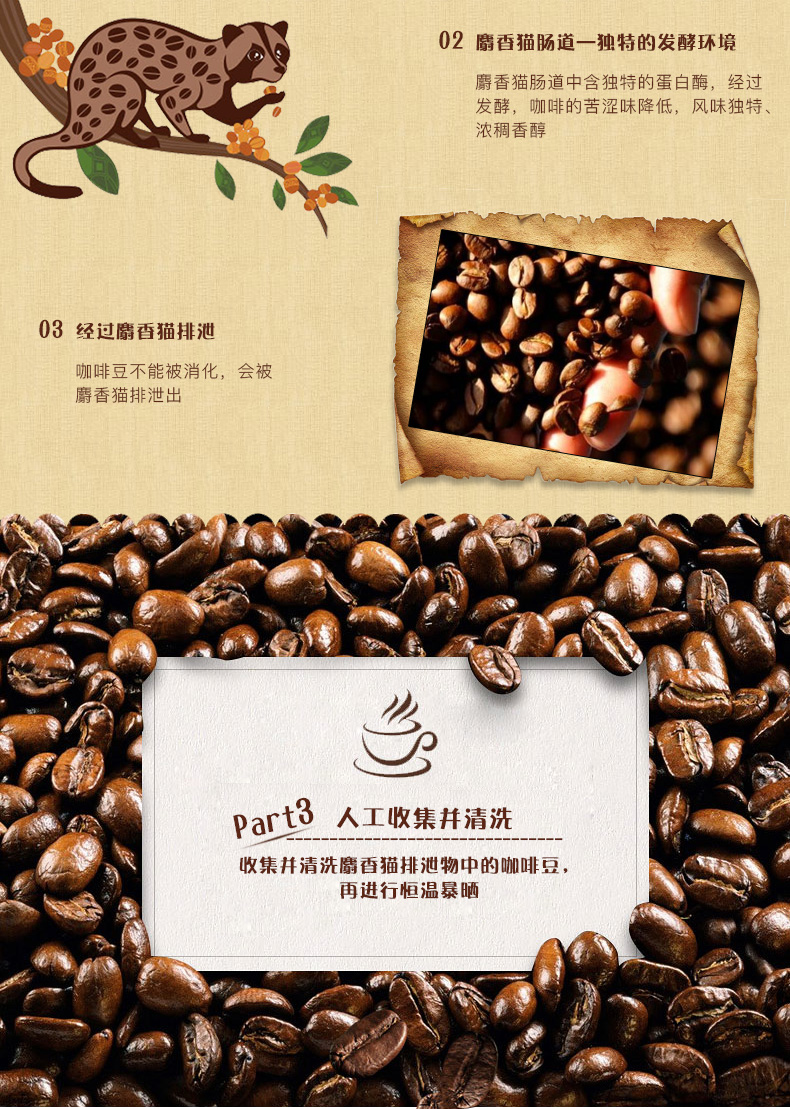 02 麝香猫肠道—独特的发酵环境
麝香猫肠道中含独特的蛋白酶，经过
发酵，咖啡的苦涩味降低，风味独特、
浓稠香醇
03 经过麝香猫排泄
咖啡豆不能被消化，会被
麝香猫排泄出
Part3 人工收集并清洗
收集并清洗麝香猫排泄物中的咖啡豆，
再进行恒温暴晒